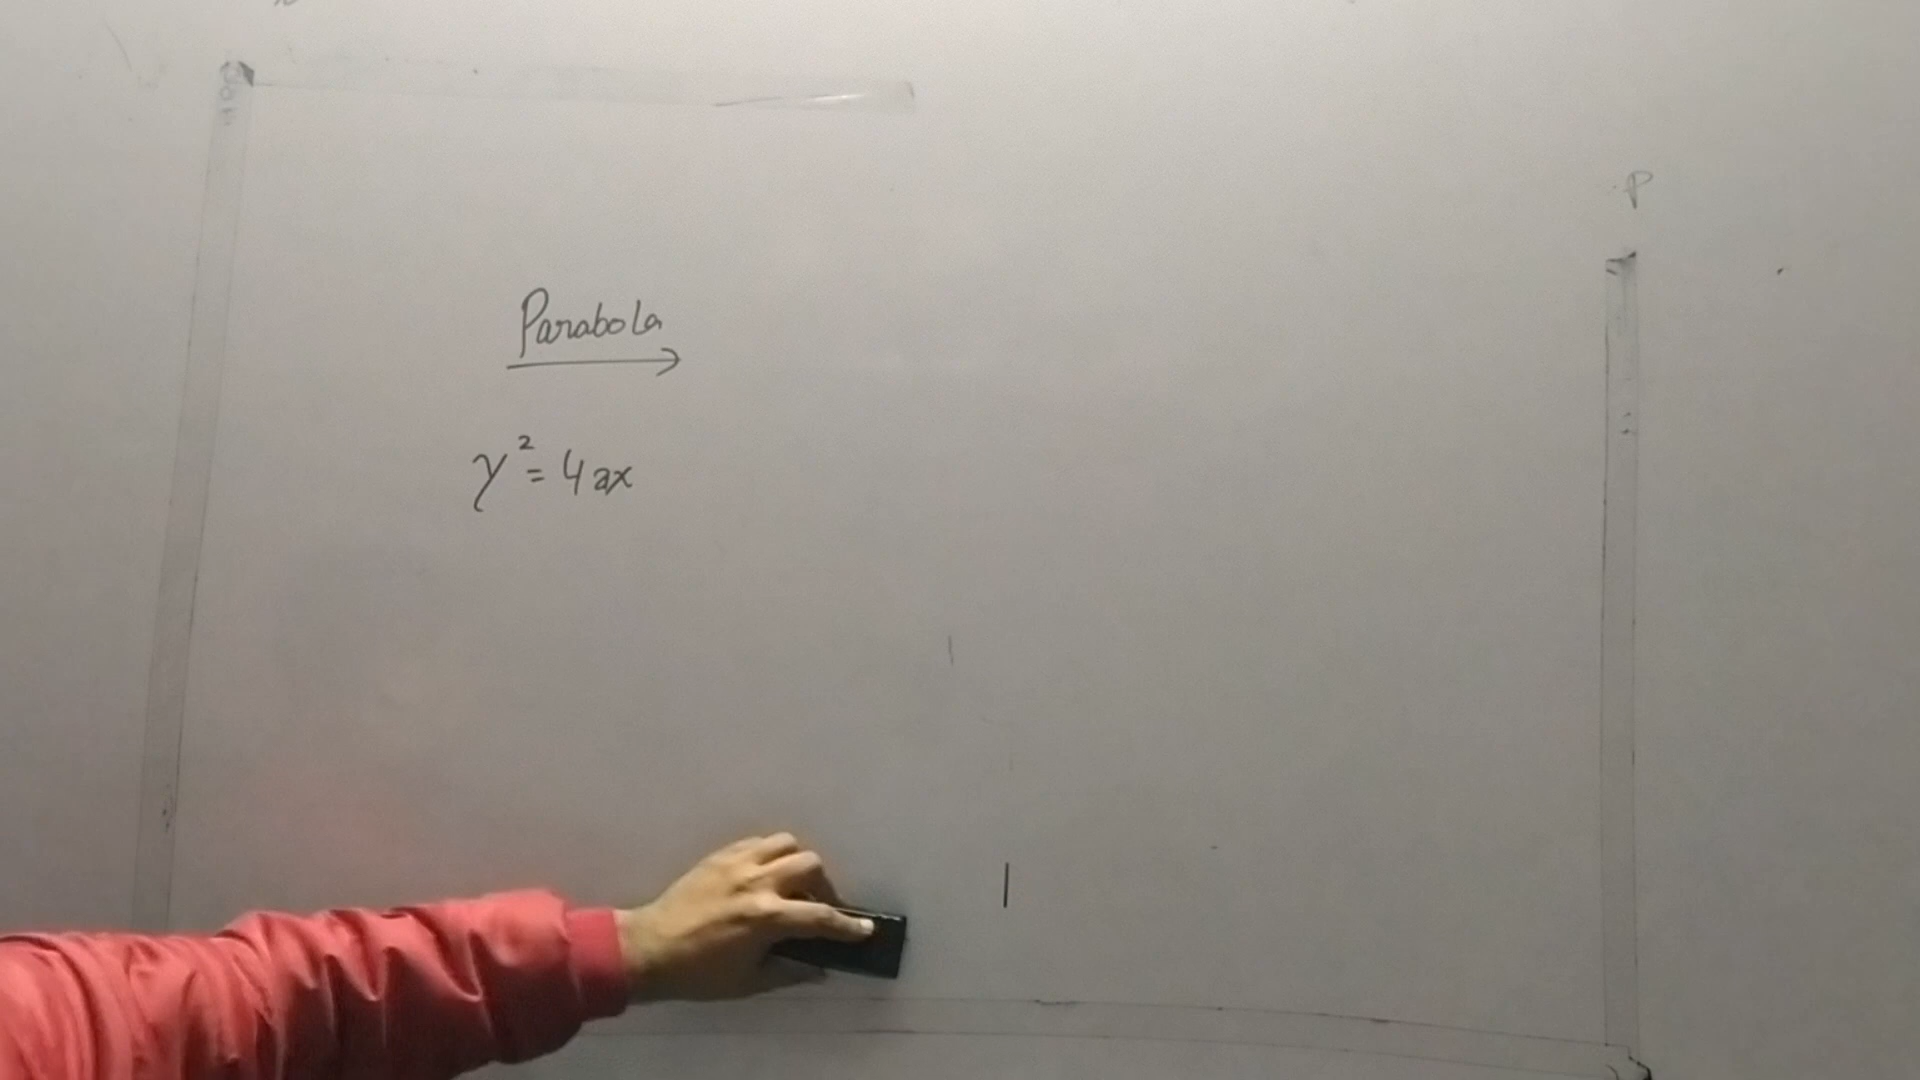 P
Parabola
y² = 4ax